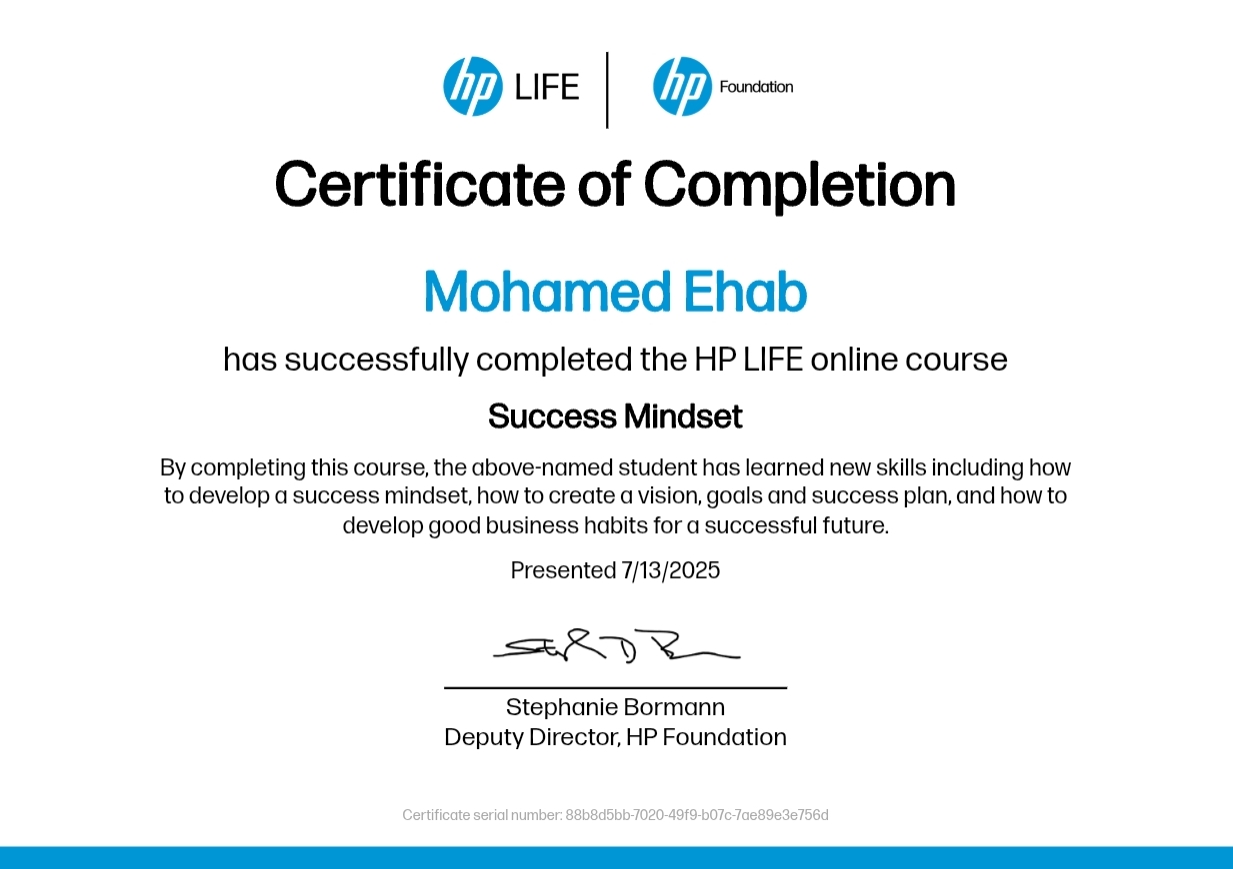 hp LIFE
hp Foundation
Certificate of Completion
Mohamed Ehab
has successfully completed the HP LIFE online course
Success Mindset
By completing this course, the above-named student has learned new skills including how
to develop a success mindset, how to create a vision, goals and success plan, and how to
develop good business habits for a successful future.
Presented 7/13/2025
Stephanie Bormann
Deputy Director, HP Foundation
Certificate serial number: 88b8d5bb-7020-49f9-b07c-7ae89e3e756d